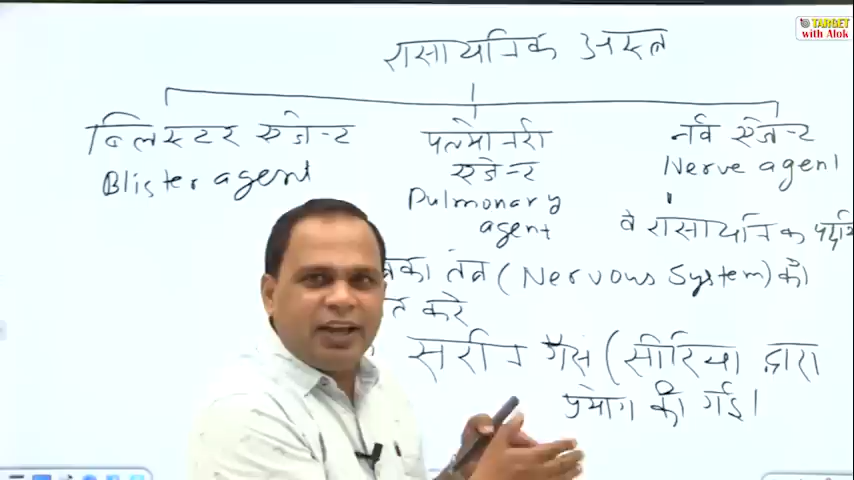 TARGET
with Alok
रासायनिक अस्त्र
ब्लिस्टर एजेन्ट
Blister agent
पल्मोनरी
एजेन्ट
Pulmonary
agent
नर्व एजेन्ट
Nerve agent
वे रासायनिक
तंत्र (Nervous System) को
करे
सरीन गैस (सीरिया द्वारा
प्रयोग की गई।